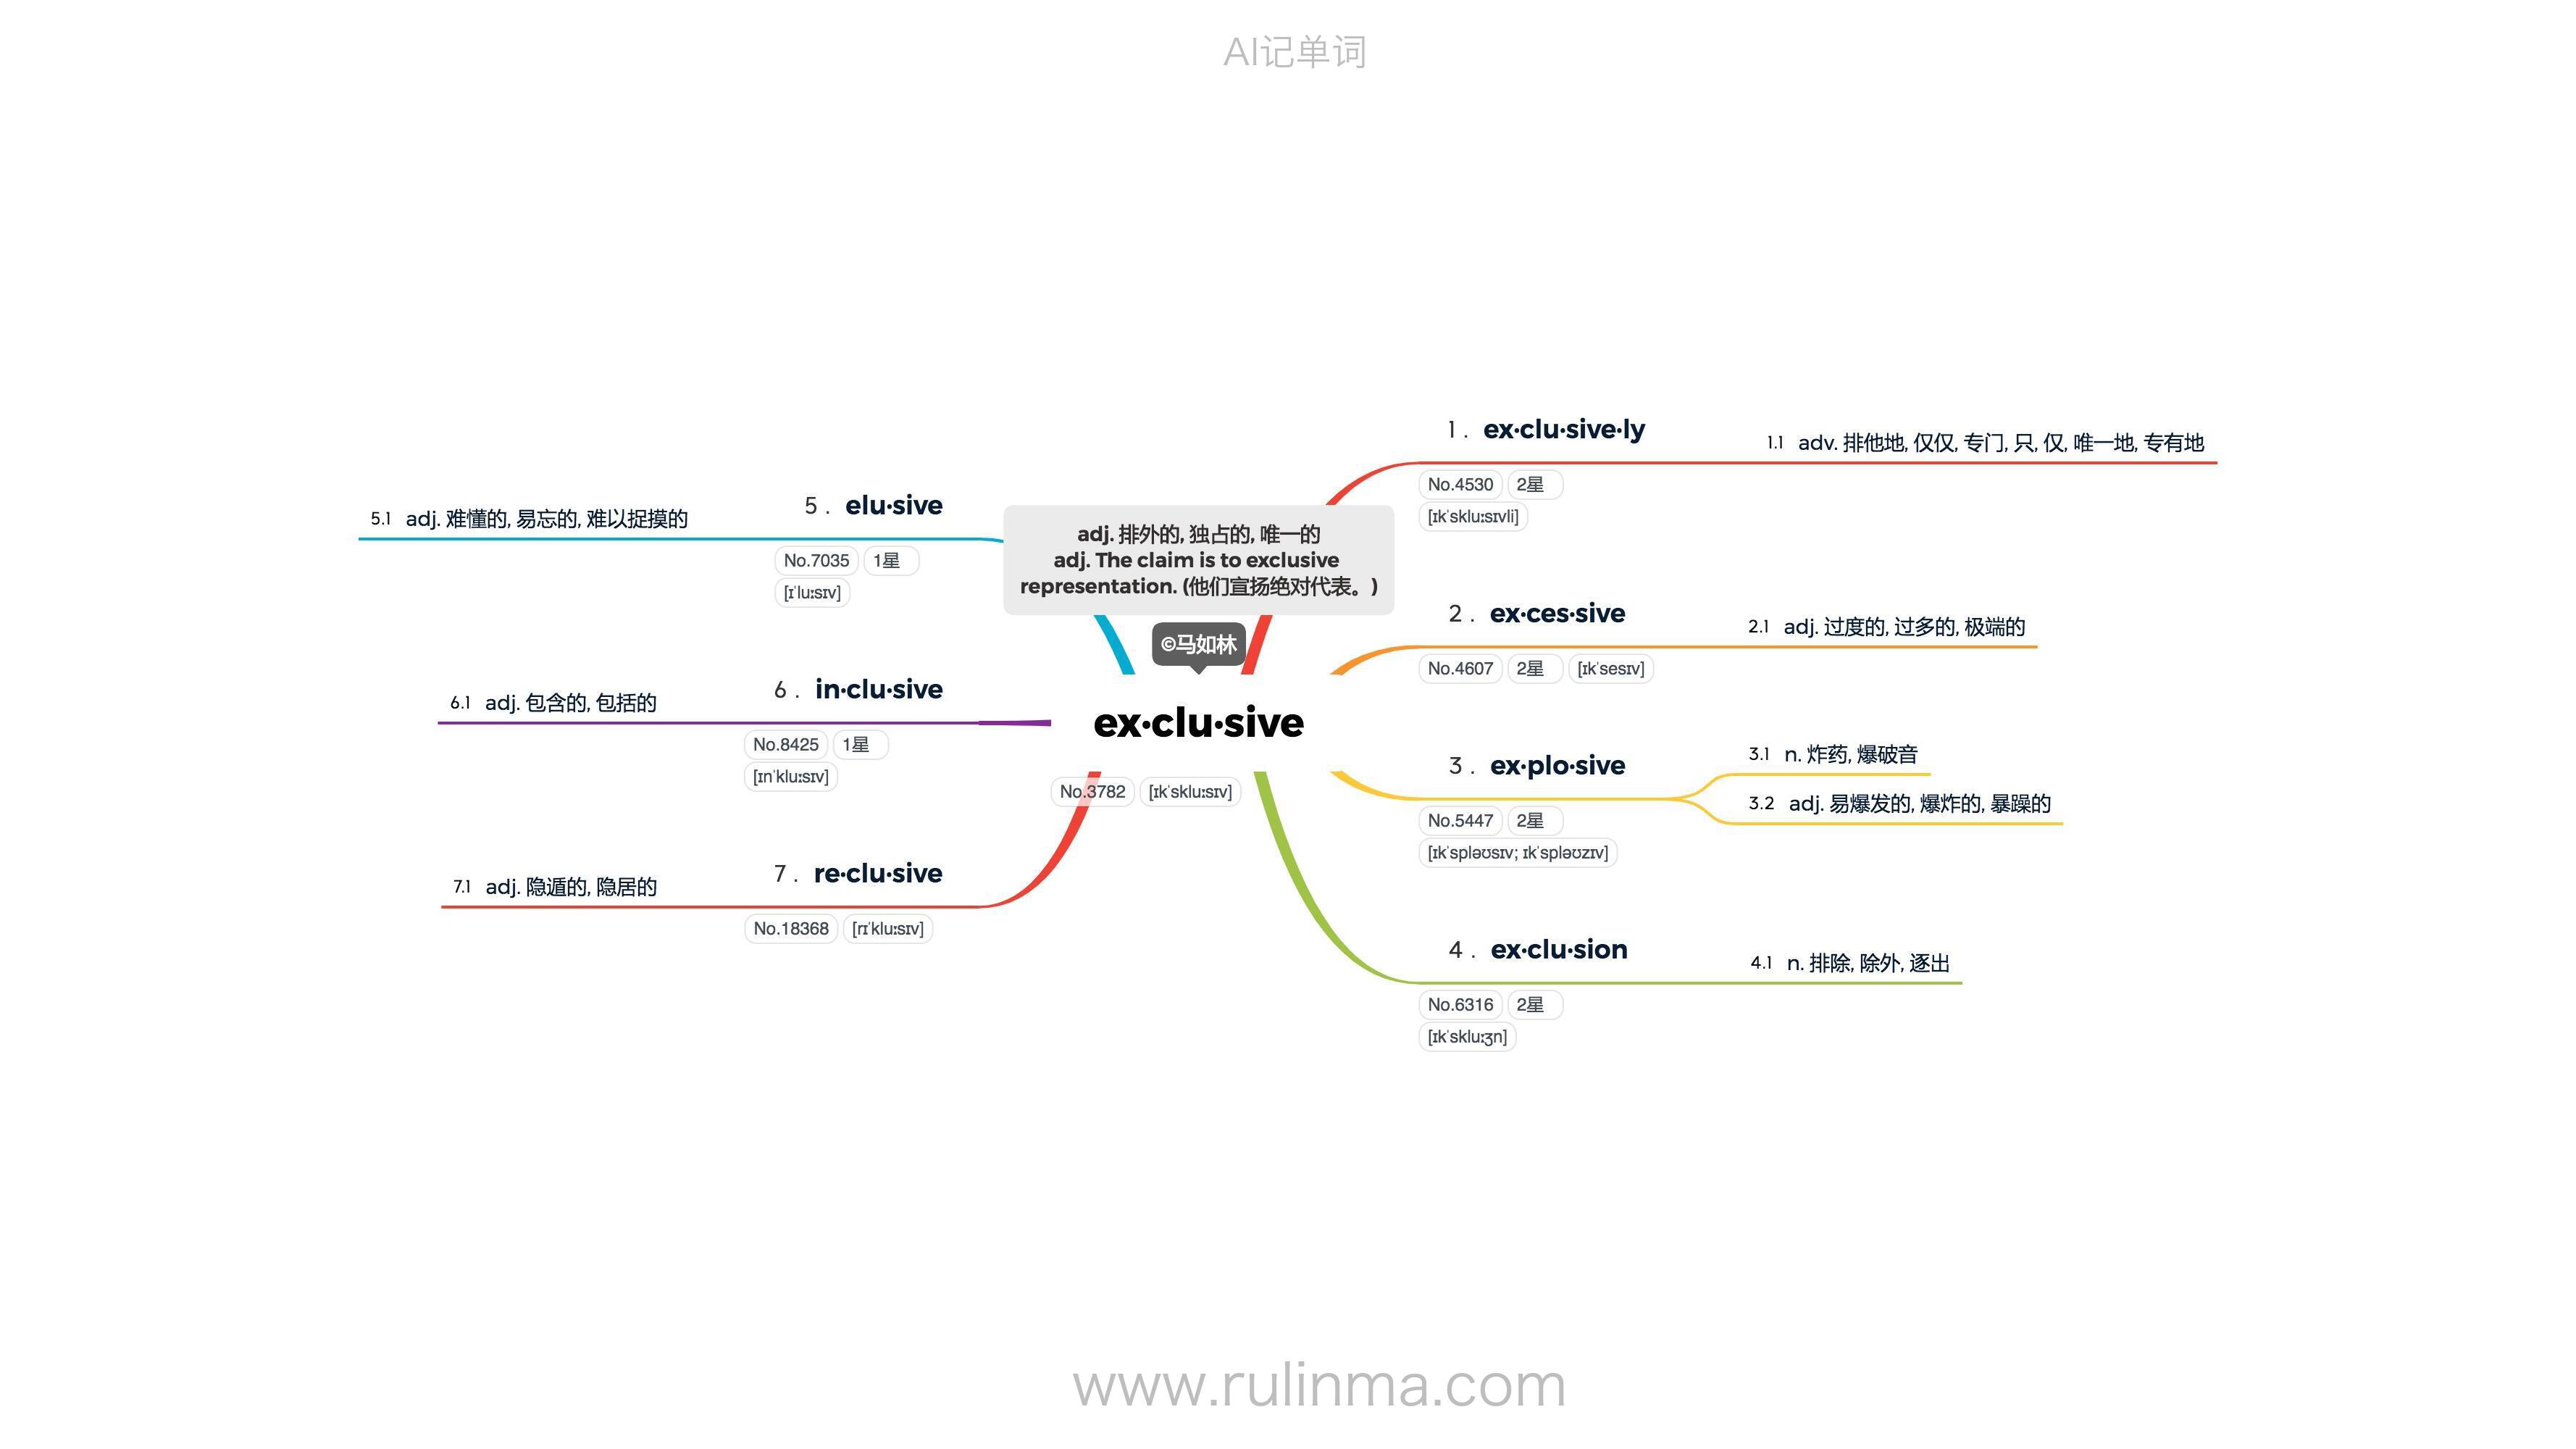 AI记单词
adj. 排外的, 独占的, 唯一的
adj. The claim is to exclusive
representation. (他们宣扬绝对代表。)
©马如林
ex·clu·sive
No.3782 [ɪkˈskluːsɪv]
1 . ex·clu·sive·ly
No.4530 2星
[ɪkˈskluːsɪvli]
1.1 adv. 排他地, 仅仅, 专门, 只, 仅, 唯一地, 专有地
2 . ex·ces·sive
No.4607 2星 [ɪkˈsesɪv]
2.1 adj. 过度的, 过多的, 极端的
3 . ex·plo·sive
No.5447 2星
[ɪkˈspləʊsɪv; ɪkˈspləʊzɪv]
3.1 n. 炸药, 爆破音
3.2 adj. 易爆发的, 爆炸的, 暴躁的
4 . ex·clu·sion
No.6316 2星
[ɪkˈskluːʒn]
4.1 n. 排除, 除外, 逐出
5 . elu·sive
No.7035 1星
[ɪˈluːsɪv]
5.1 adj. 难懂的, 易忘的, 难以捉摸的
6 . in·clu·sive
No.8425 1星
[ɪnˈkluːsɪv]
6.1 adj. 包含的, 包括的
7 . re·clu·sive
No.18368 [rɪˈkluːsɪv]
7.1 adj. 隐遁的, 隐居的
www.rulinma.com